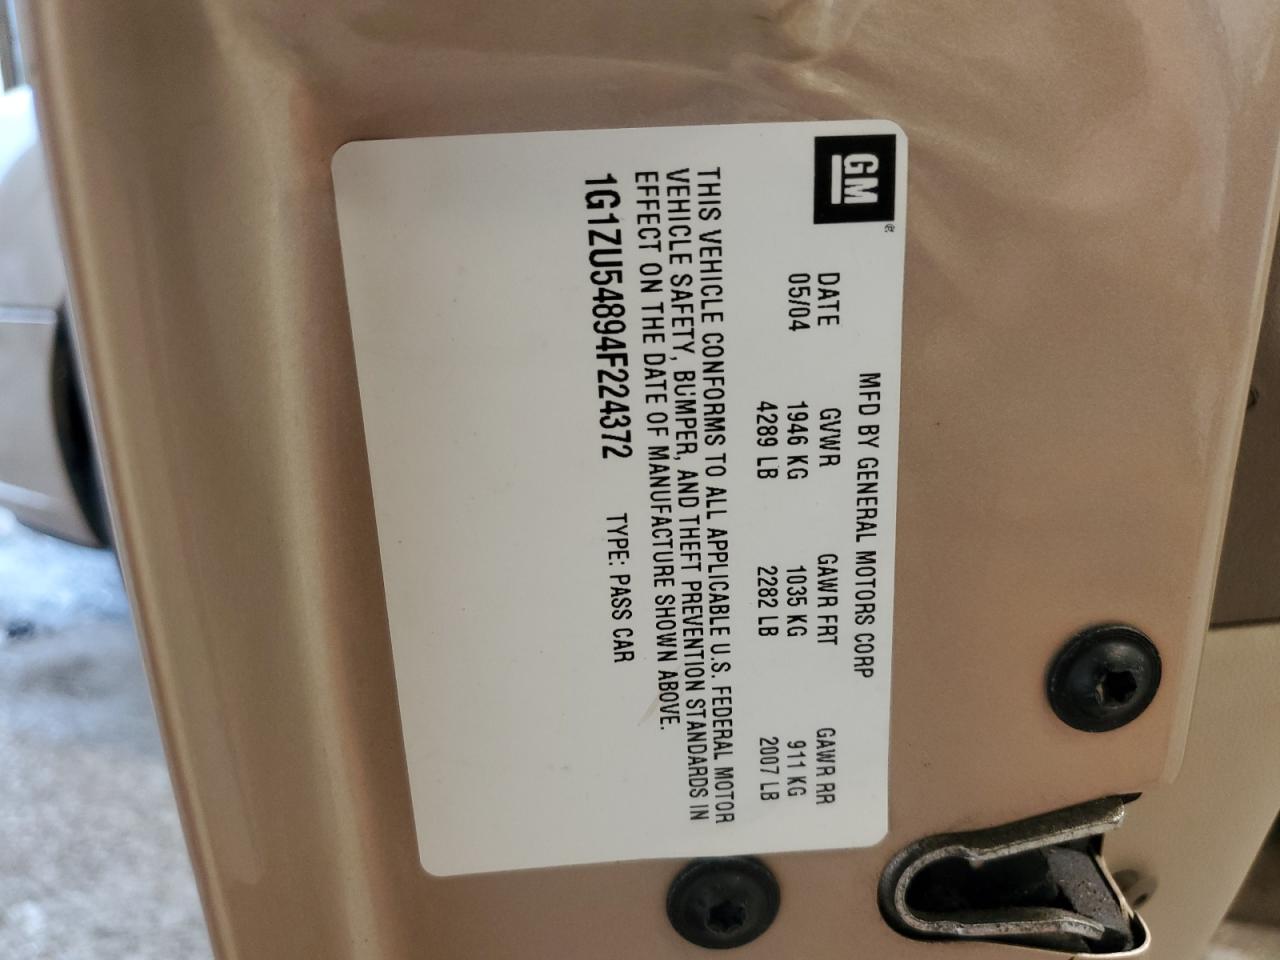 GM®
MFD BY GENERAL MOTORS CORP
DATE GVWR GAWR FRT GAWR RR
05/04 1946 KG 1035 KG 911 KG
4289 LB 2282 LB 2007 LB
THIS VEHICLE CONFORMS TO ALL APPLICABLE U.S. FEDERAL MOTOR
VEHICLE SAFETY, BUMPER, AND THEFT PREVENTION STANDARDS IN
EFFECT ON THE DATE OF MANUFACTURE SHOWN ABOVE.
1G1ZU54894F224372 TYPE: PASS CAR